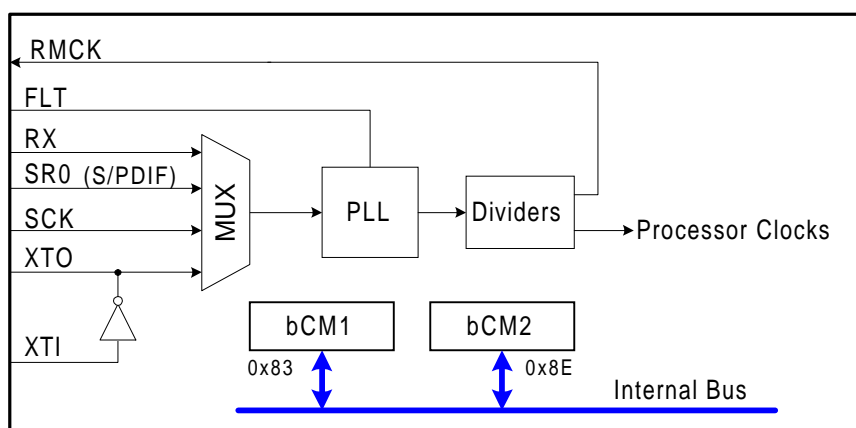 RMCK
FLT
RX
SR0 (S/PDIF)
SCK
XTO
XTI
MUX
PLL
Dividers
Processor Clocks
bCM1
bCM2
0x83
0x8E
Internal Bus